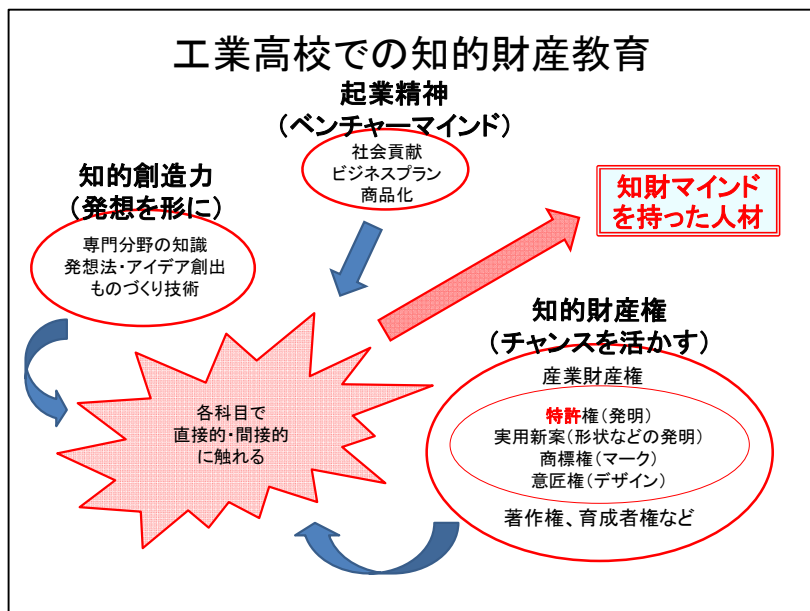 工業高校での知的財産教育
起業精神
（ベンチャーマインド）
社会貢献
ビジネスプラン
商品化
知的創造力
（発想を形に）
専門分野の知識
発想法・アイデア創出
ものづくり技術
知財マインド
を持った人材
各科目で
直接的・間接的
に触れる
知的財産権
（チャンスを活かす）
産業財産権
特許権（発明）
実用新案（形状などの発明）
商標権（マーク）
意匠権（デザイン）
著作権、育成者権など